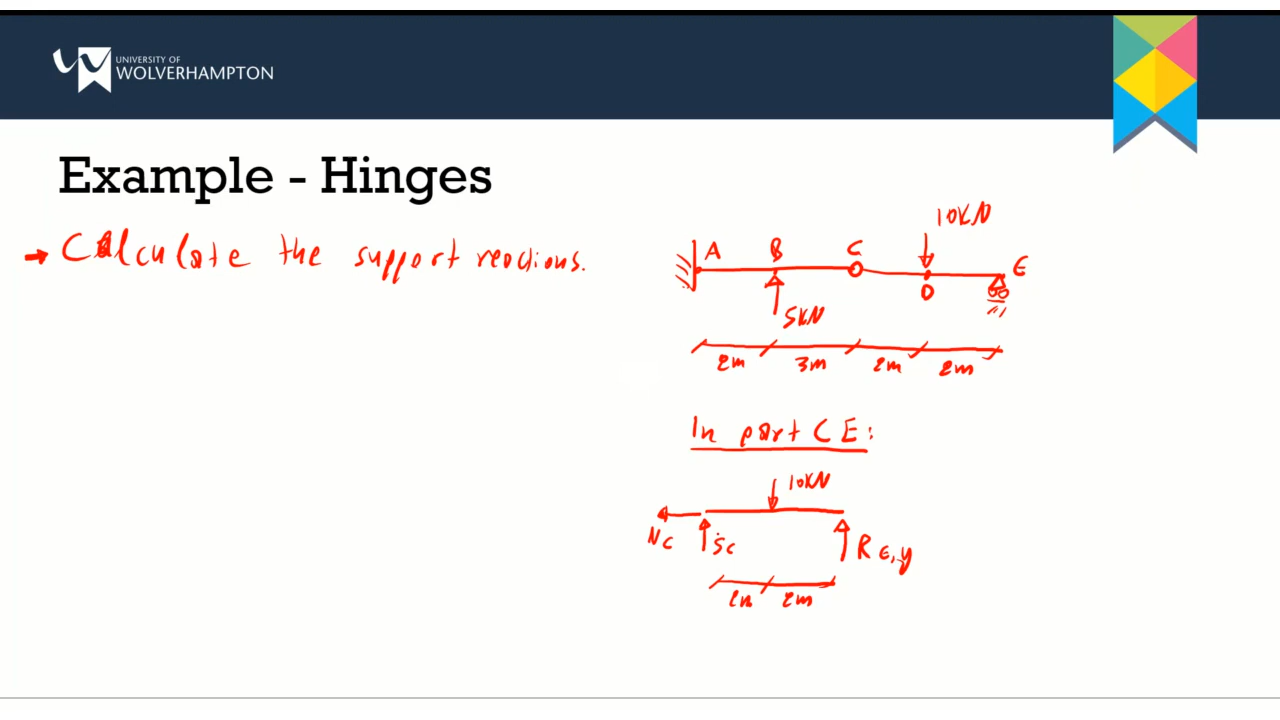 UNIVERSITY OF
WOLVERHAMPTON
Example - Hinges
→ Calculate the support reactions.
10KN
A B C E
D
5KN
2m 3m 2m 2m
In part CE:
10KN
Nc Sc RE,y
2m 2m